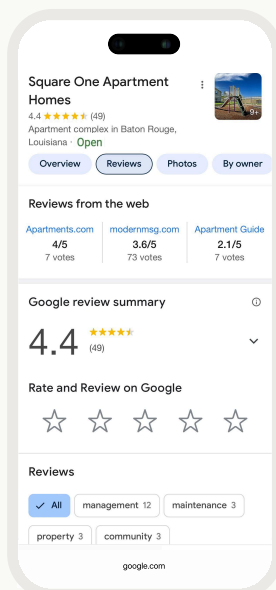 Square One Apartment
Homes
9+
4.4 (49)
Apartment complex in Baton Rouge,
Louisiana · Open
Overview Reviews Photos By owner
Reviews from the web
Apartments.com modernmsg.com Apartment Guide
4/5 3.6/5 2.1/5
7 votes 73 votes 7 votes
Google review summary
4.4
(49)
Rate and Review on Google
Reviews
All management 12 maintenance 3
property 3 community 3
google.com